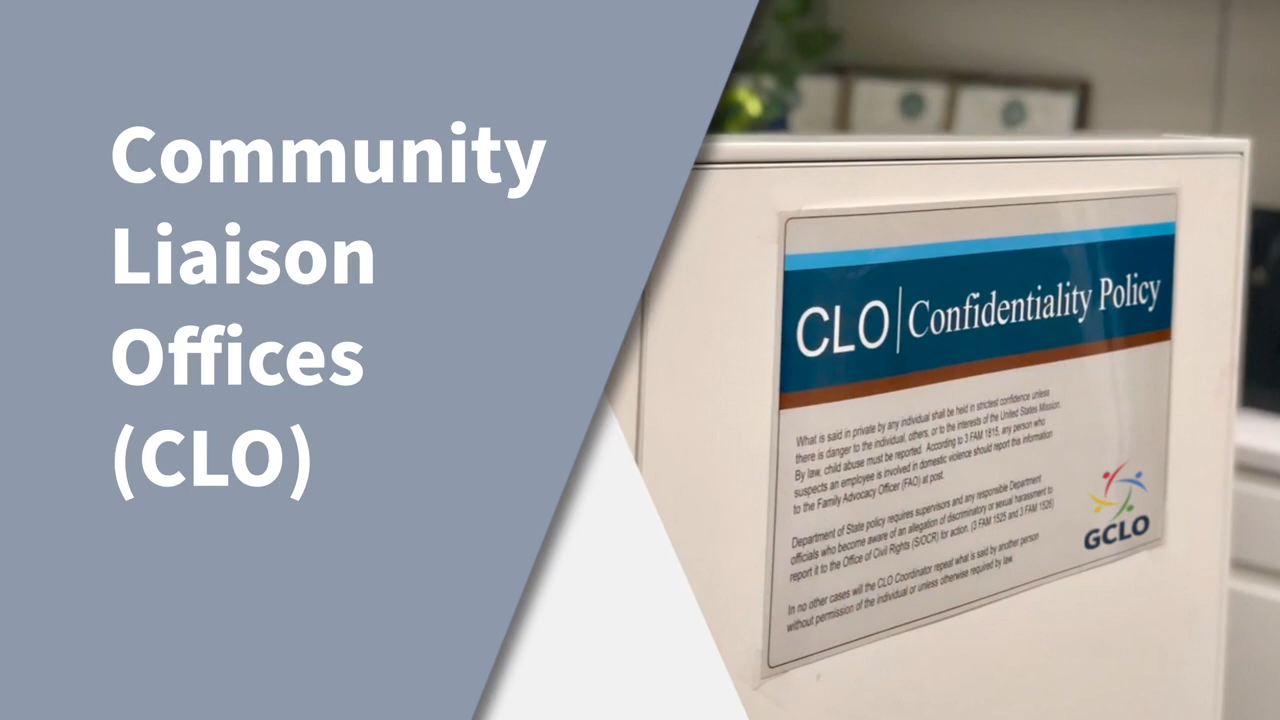 Community
Liaison
Offices
(CLO)
CLO | Confidentiality Policy
What is said in private by any individual shall be held in strictest confidence unless
there is danger to the individual, others, or to the interests of the United States Mission.
By law, child abuse must be reported. According to 3 FAM 1815, any person who
suspects an employee is involved in domestic violence should report this information
to the Family Advocacy Officer (FAO) at post.
Department of State policy requires supervisors and any responsible Department
officials who become aware of an allegation of discriminatory or sexual harassment to
report it to the Office of Civil Rights (S/OCR) for action. (3 FAM 1525 and 3 FAM 1526)
In no other cases will the CLO Coordinator repeat what is said by another person
without permission of the individual or unless otherwise required by law.
GCLO